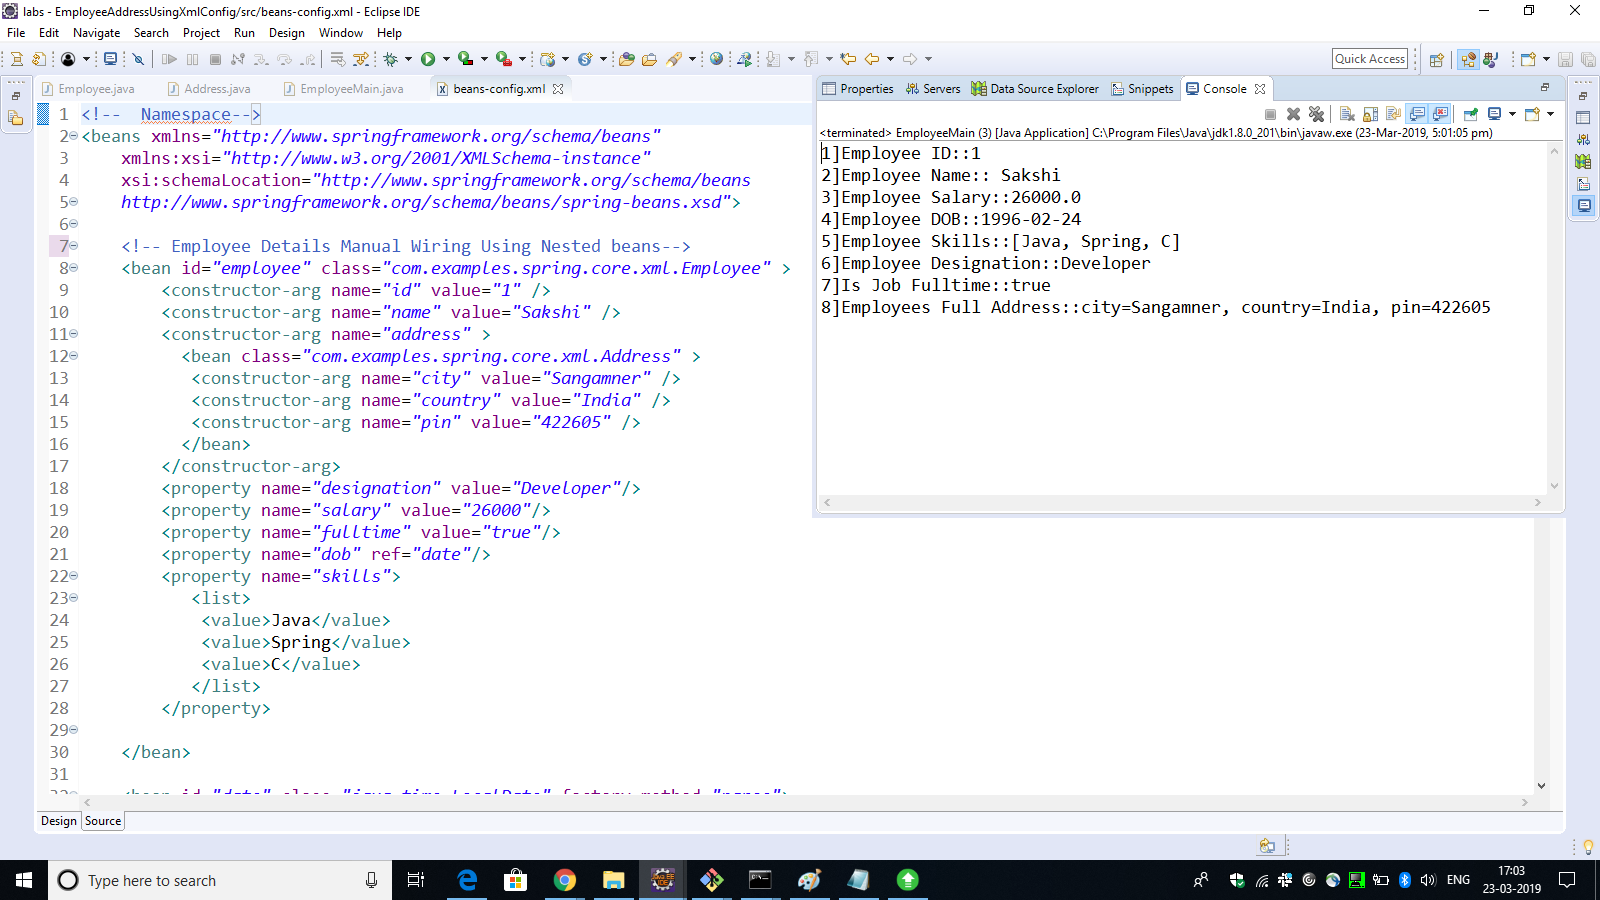 labs - EmployeeAddressUsingXmlConfig/src/beans-config.xml - Eclipse IDE
File Edit Navigate Search Project Run Design Window Help
Quick Access
Employee.java Address.java EmployeeMain.java beans-config.xml
1 <!--  Namespace-->
2 <beans xmlns="http://www.springframework.org/schema/beans"
3 xmlns:xsi="http://www.w3.org/2001/XMLSchema-instance"
4 xsi:schemaLocation="http://www.springframework.org/schema/beans
5 http://www.springframework.org/schema/beans/spring-beans.xsd">
6
7 <!-- Employee Details Manual Wiring Using Nested beans-->
8 <bean id="employee" class="com.examples.spring.core.xml.Employee" >
9 <constructor-arg name="id" value="1" />
10 <constructor-arg name="name" value="Sakshi" />
11 <constructor-arg name="address" >
12 <bean class="com.examples.spring.core.xml.Address" >
13 <constructor-arg name="city" value="Sangamner" />
14 <constructor-arg name="country" value="India" />
15 <constructor-arg name="pin" value="422605" />
16 </bean>
17 </constructor-arg>
18 <property name="designation" value="Developer"/>
19 <property name="salary" value="26000"/>
20 <property name="fulltime" value="true"/>
21 <property name="dob" ref="date"/>
22 <property name="skills">
23 <list>
24 <value>Java</value>
25 <value>Spring</value>
26 <value>C</value>
27 </list>
28 </property>
29
30 </bean>
31
32 <bean id="date" class="java.time.LocalDate" factory-method="parse">
Design Source
Properties Servers Data Source Explorer Snippets Console
<terminated> EmployeeMain (3) [Java Application] C:\Program Files\Java\jdk1.8.0_201\bin\javaw.exe (23-Mar-2019, 5:01:05 pm)
1]Employee ID::1
2]Employee Name:: Sakshi
3]Employee Salary::26000.0
4]Employee DOB::1996-02-24
5]Employee Skills::[Java, Spring, C]
6]Employee Designation::Developer
7]Is Job Fulltime::true
8]Employees Full Address::city=Sangamner, country=India, pin=422605
Type here to search
ENG
17:03
23-03-2019